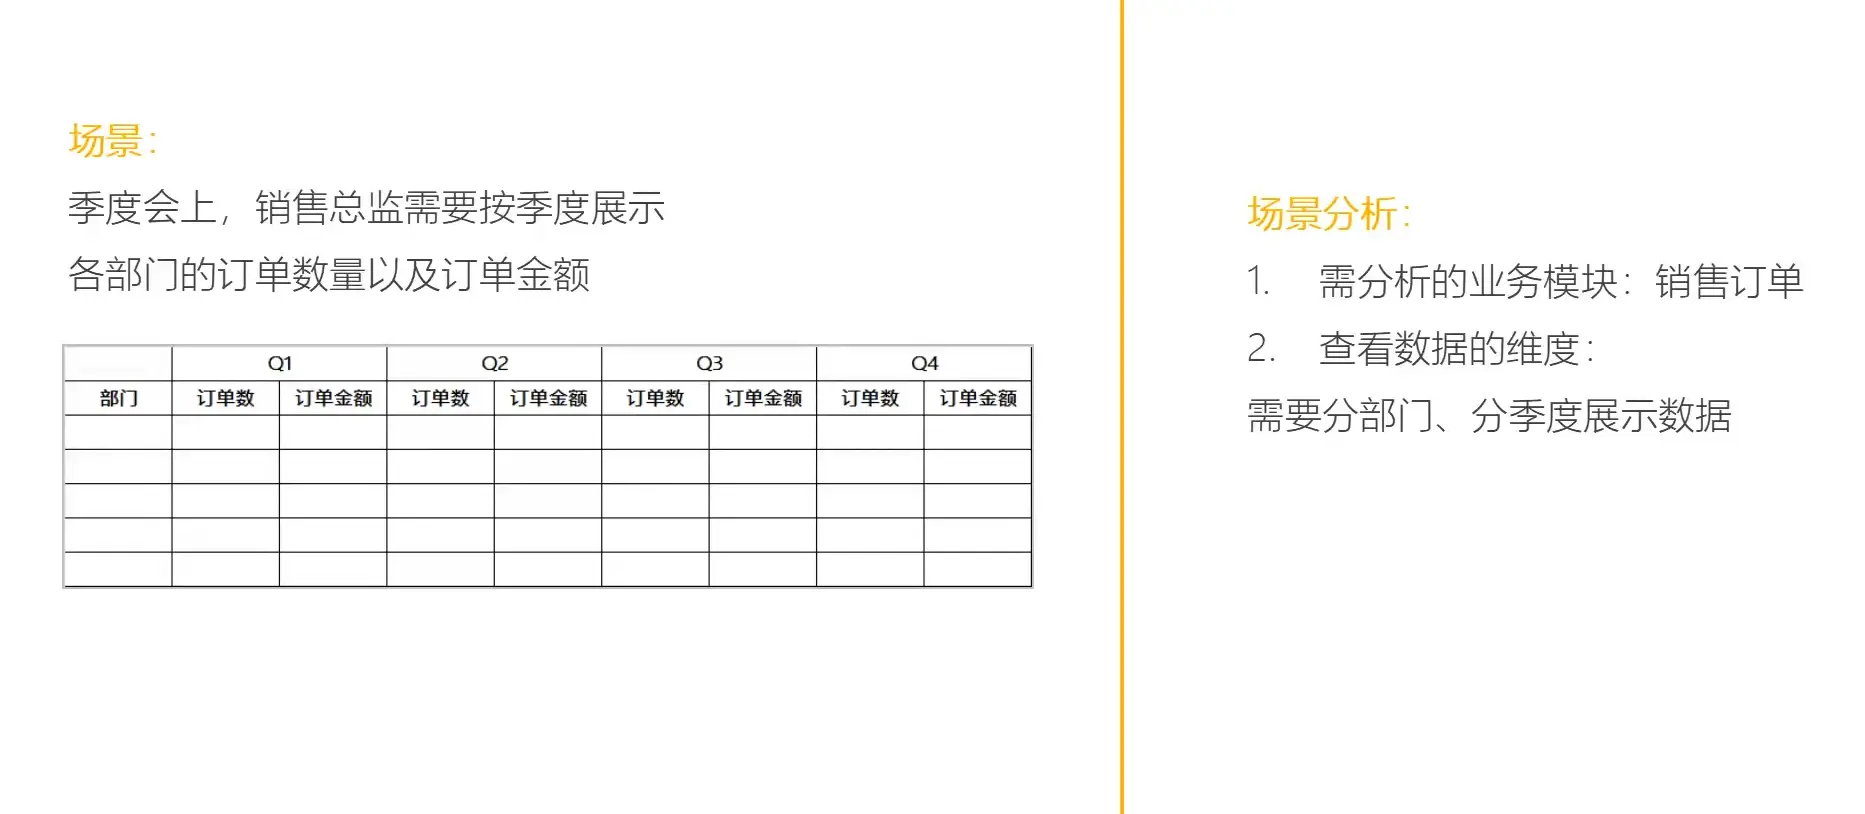 场景：
季度会上，销售总监需要按季度展示
各部门的订单数量以及订单金额
Q1 Q2 Q3 Q4
部门 订单数 订单金额 订单数 订单金额 订单数 订单金额 订单数 订单金额
场景分析：
1. 需分析的业务模块：销售订单
2. 查看数据的维度：
需要分部门、分季度展示数据